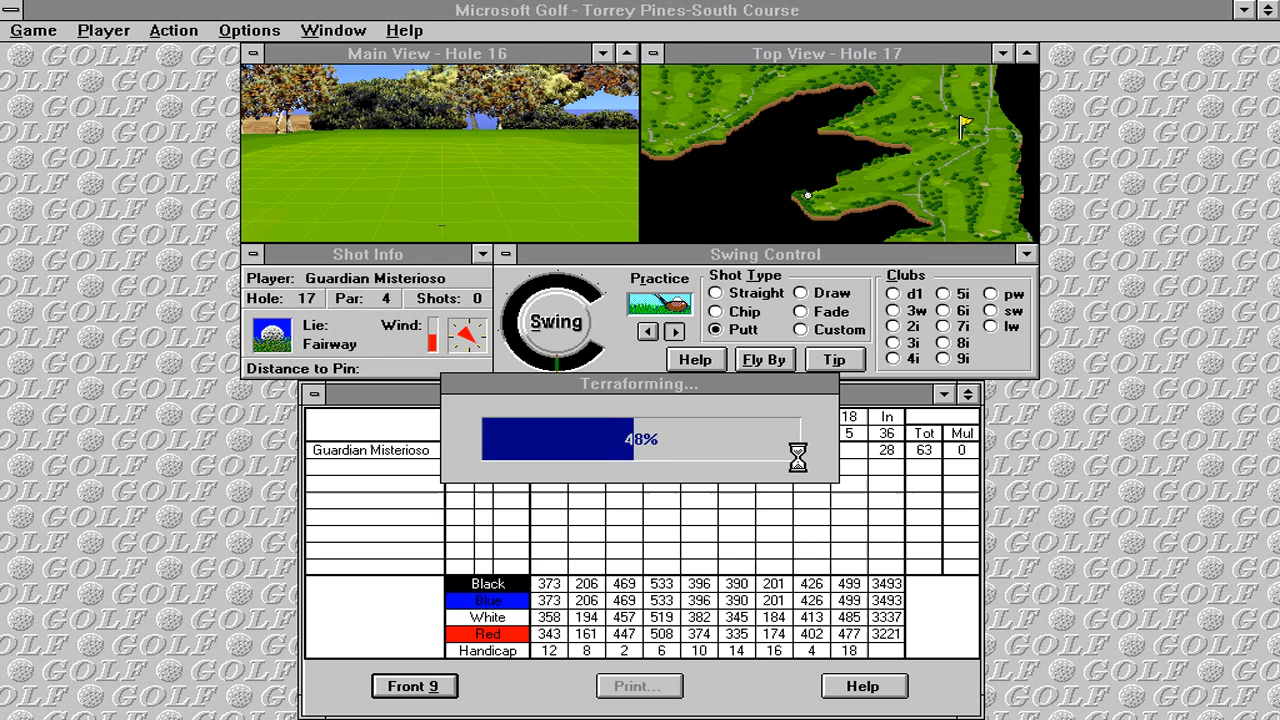 Microsoft Golf - Torrey Pines-South Course
Game Player Action Options Window Help
Main View - Hole 16
Top View - Hole 17
Shot Info
Player: Guardian Misterioso
Hole: 17 Par: 4 Shots: 0
Lie: Wind:
Fairway
Distance to Pin:
Swing Control
Swing
Practice
Shot Type
Straight Draw
Chip Fade
Putt Custom
Help Fly By Tip
Clubs
d1 5i pw
3w 6i sw
2i 7i lw
3i 8i
4i 9i
Terraforming...
48%
18 In
5 36 Tot Mul
Guardian Misterioso 28 63 0
Black 373 206 469 533 396 390 201 426 499 3493
Blue 373 206 469 533 396 390 201 426 499 3493
White 358 194 457 519 382 345 184 413 485 3337
Red 343 161 447 508 374 335 174 402 477 3221
Handicap 12 8 2 6 10 14 16 4 18
Front 9 Print... Help
GOLF